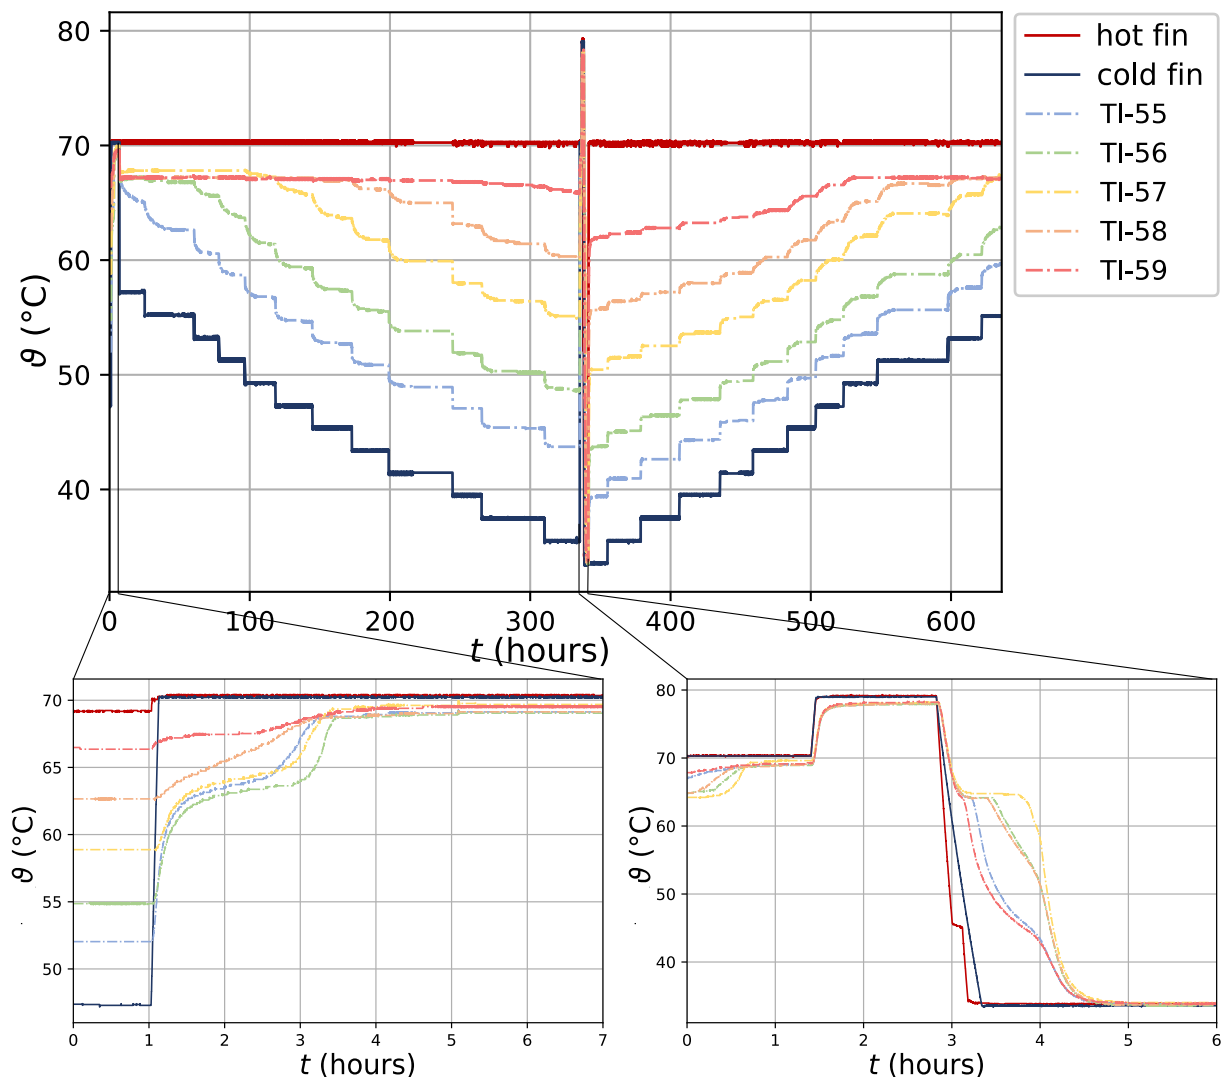 80
70
60
50
40
ϑ (°C)
0 100 200 300 400 500 600
t (hours)
hot fin
cold fin
TI-55
TI-56
TI-57
TI-58
TI-59
70
65
60
55
50
ϑ (°C)
0 1 2 3 4 5 6 7
t (hours)
80
70
60
50
40
ϑ (°C)
0 1 2 3 4 5 6
t (hours)